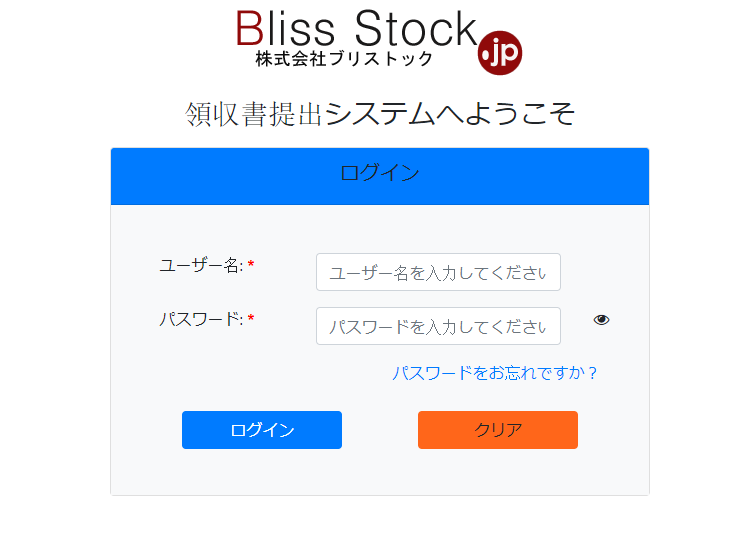 Bliss Stock
.jp
株式会社ブリストック
領収書提出システムへようこそ
ログイン
ユーザー名: *
ユーザー名を入力してください
パスワード: *
パスワードを入力してください
パスワードをお忘れですか？
ログイン
クリア